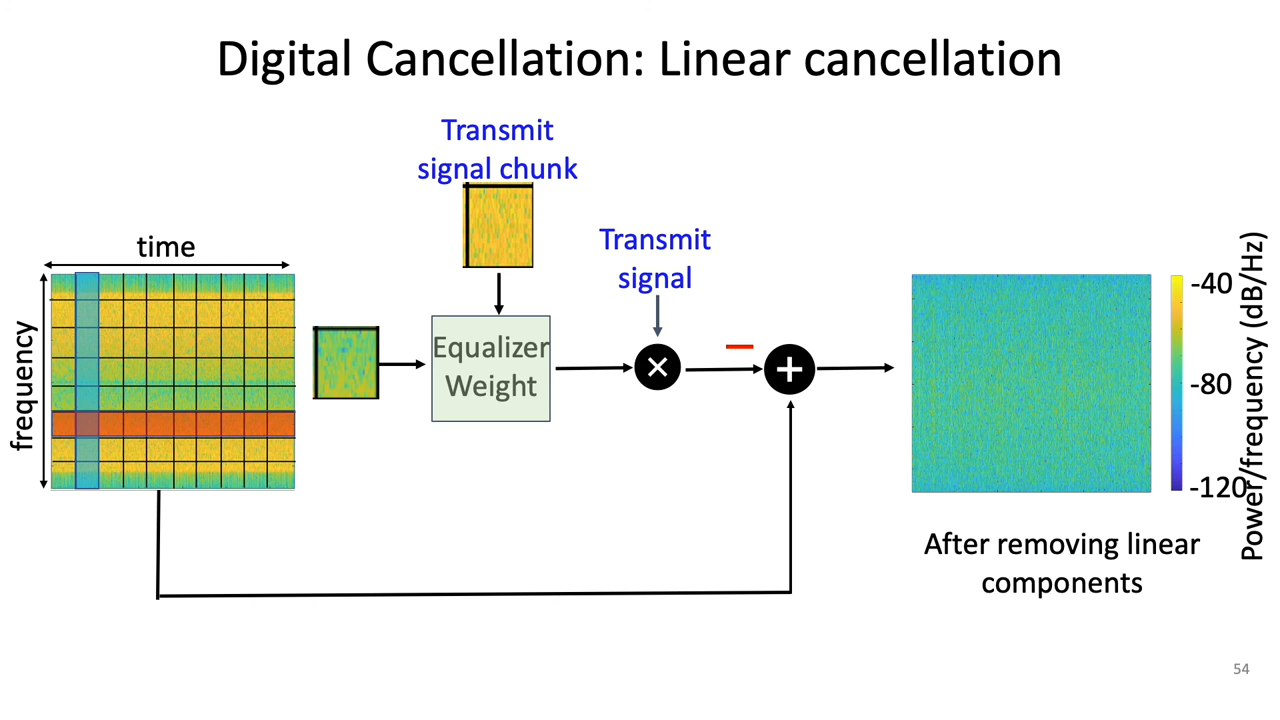 Digital Cancellation: Linear cancellation
Transmit
signal chunk
Transmit
signal
time
frequency
Equalizer
Weight
-40
-80
-120
Power/frequency (dB/Hz)
After removing linear
components
54